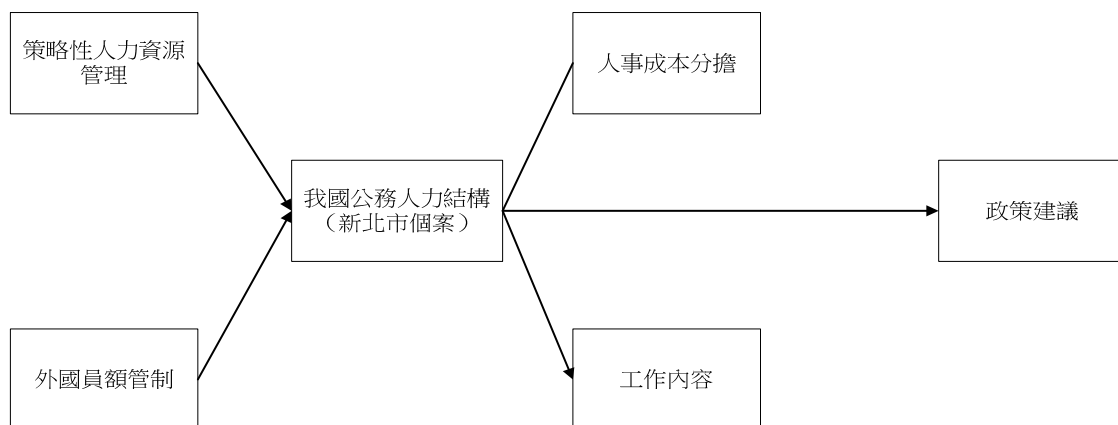 策略性人力資源
管理
人事成本分擔
我國公務人力結構
（新北市個案）
政策建議
外國員額管制
工作內容